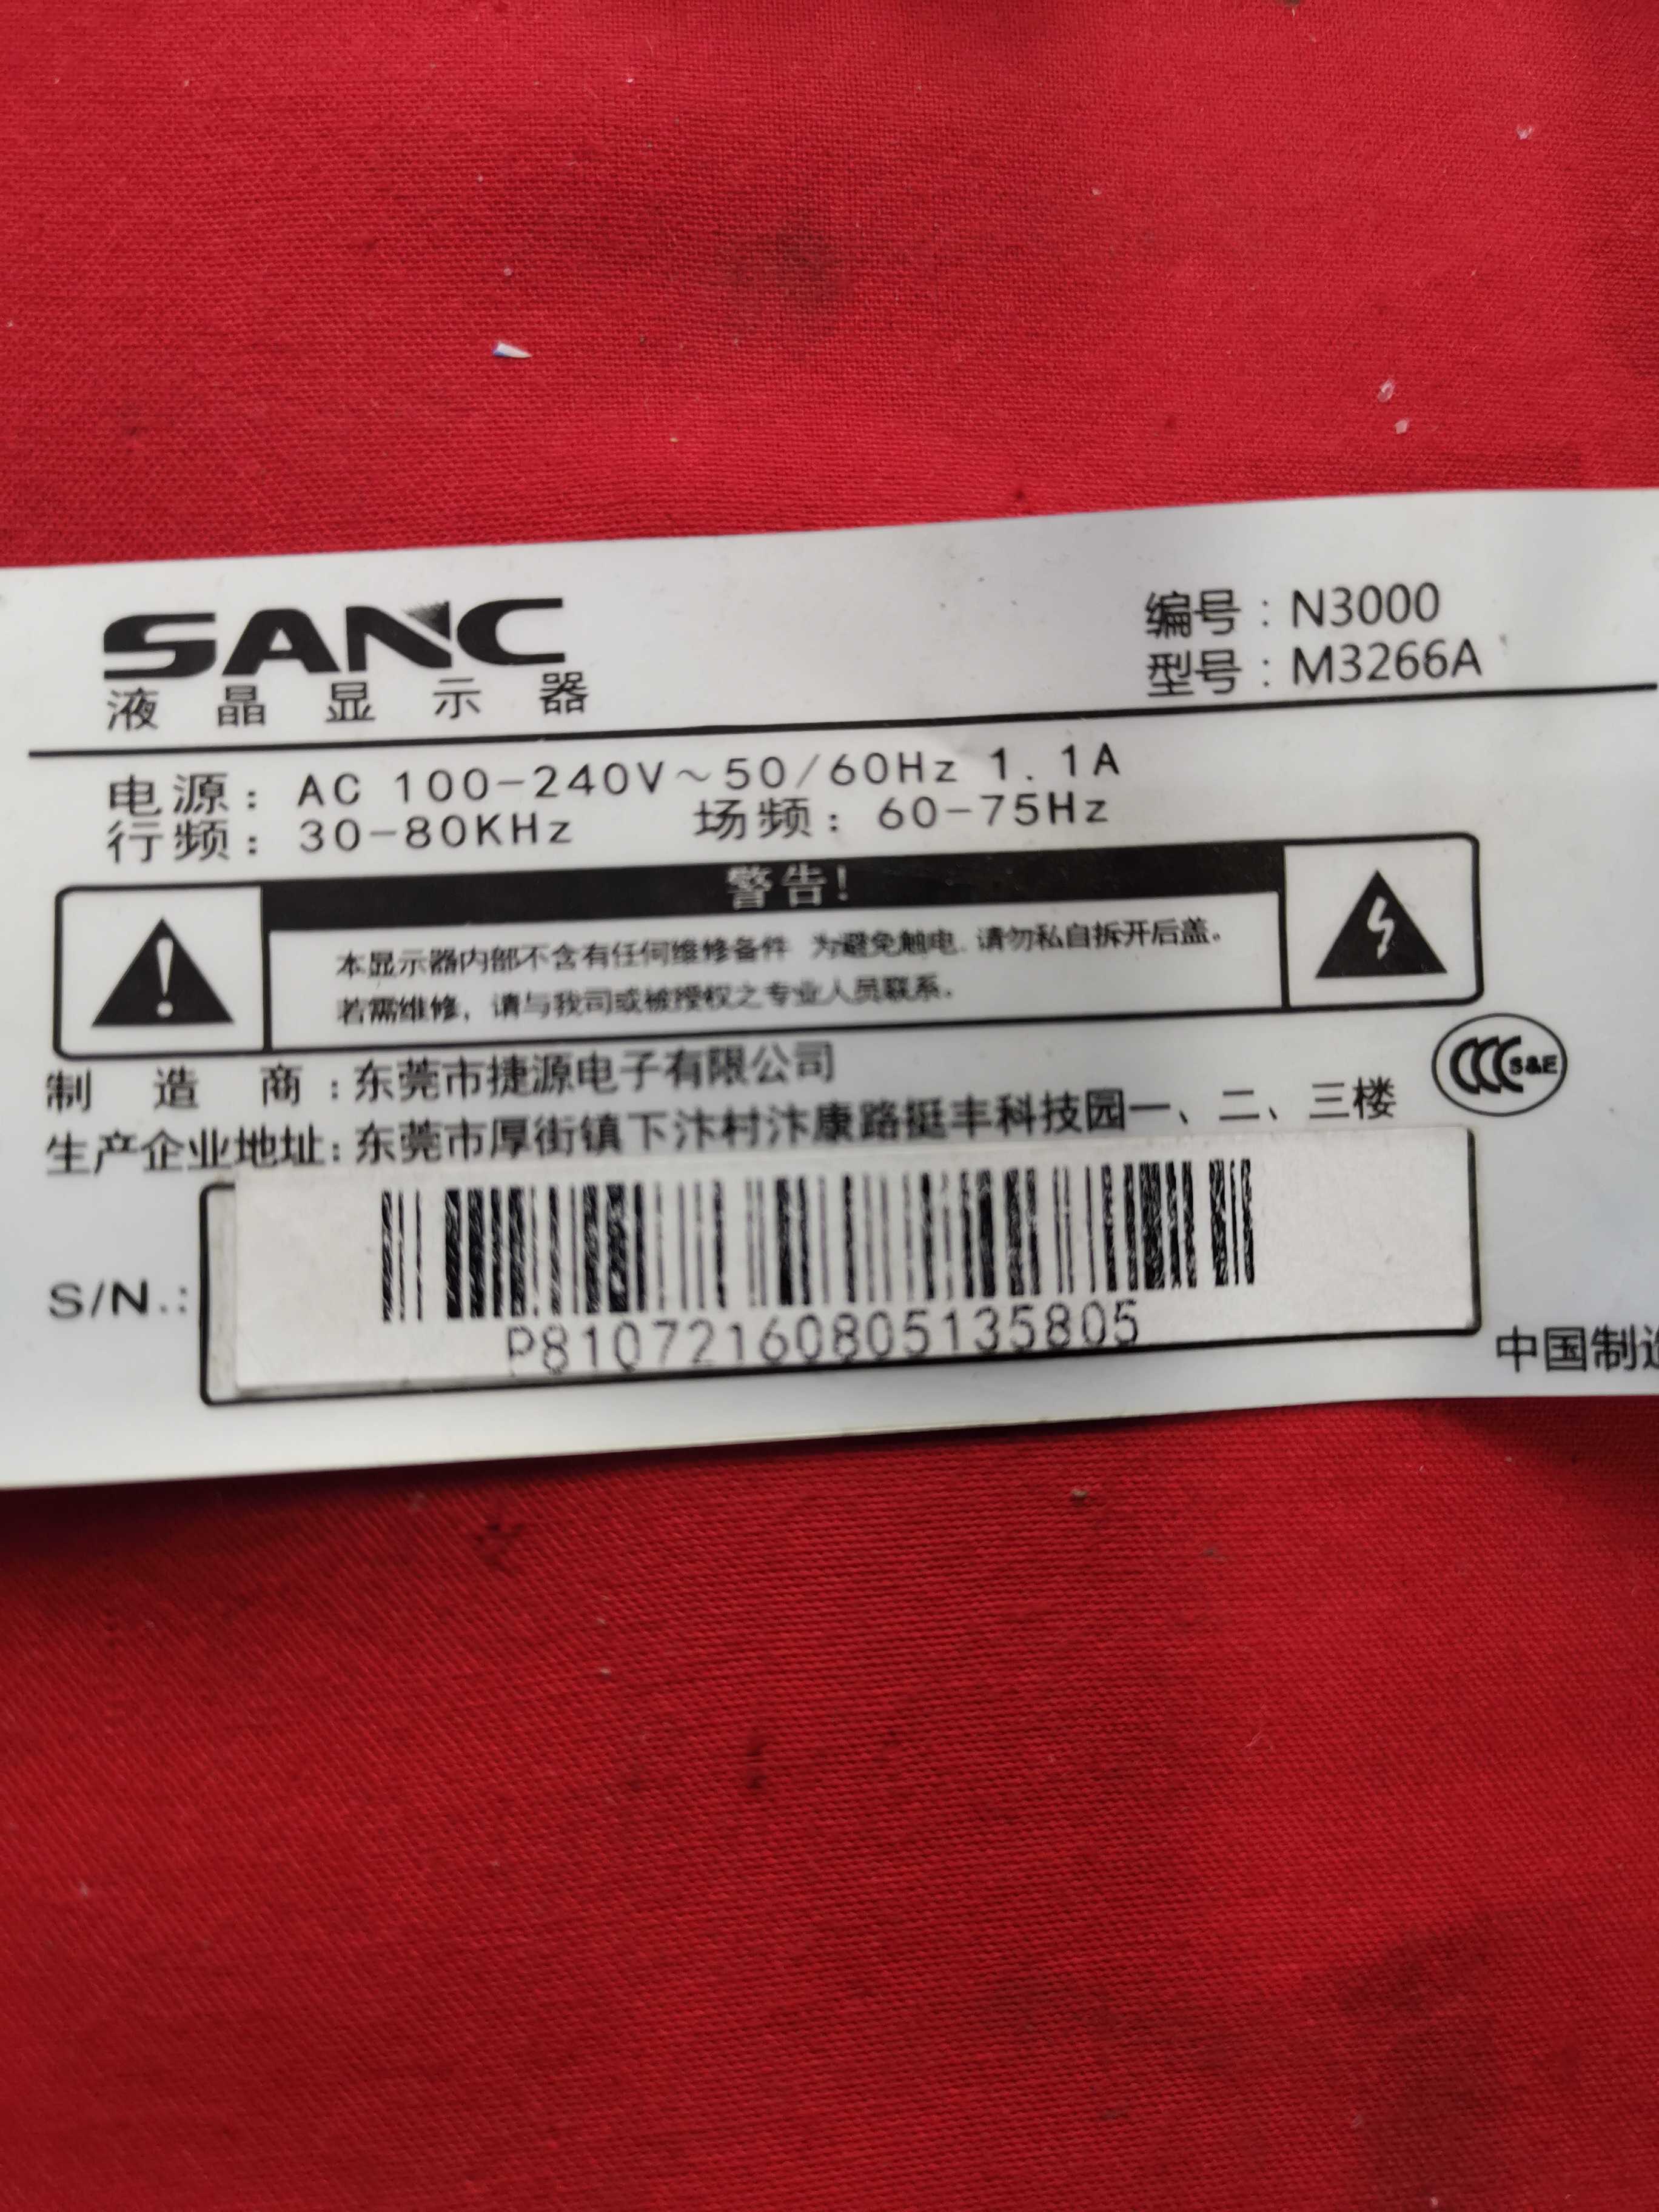 SANC
液晶显示器
编号：N3000
型号：M3266A
电源：AC 100-240V～50/60Hz 1.1A
行频：30-80KHz 场频：60-75Hz
警告!
本显示器内部不含有任何维修备件 为避免触电,请勿私自拆开后盖。
若需维修，请与我司或被授权之专业人员联系.
制造商：东莞市捷源电子有限公司
生产企业地址：东莞市厚街镇下汴村汴康路挺丰科技园一、二、三楼
CCC S&E
S/N.:
P81072160805135805
中国制造